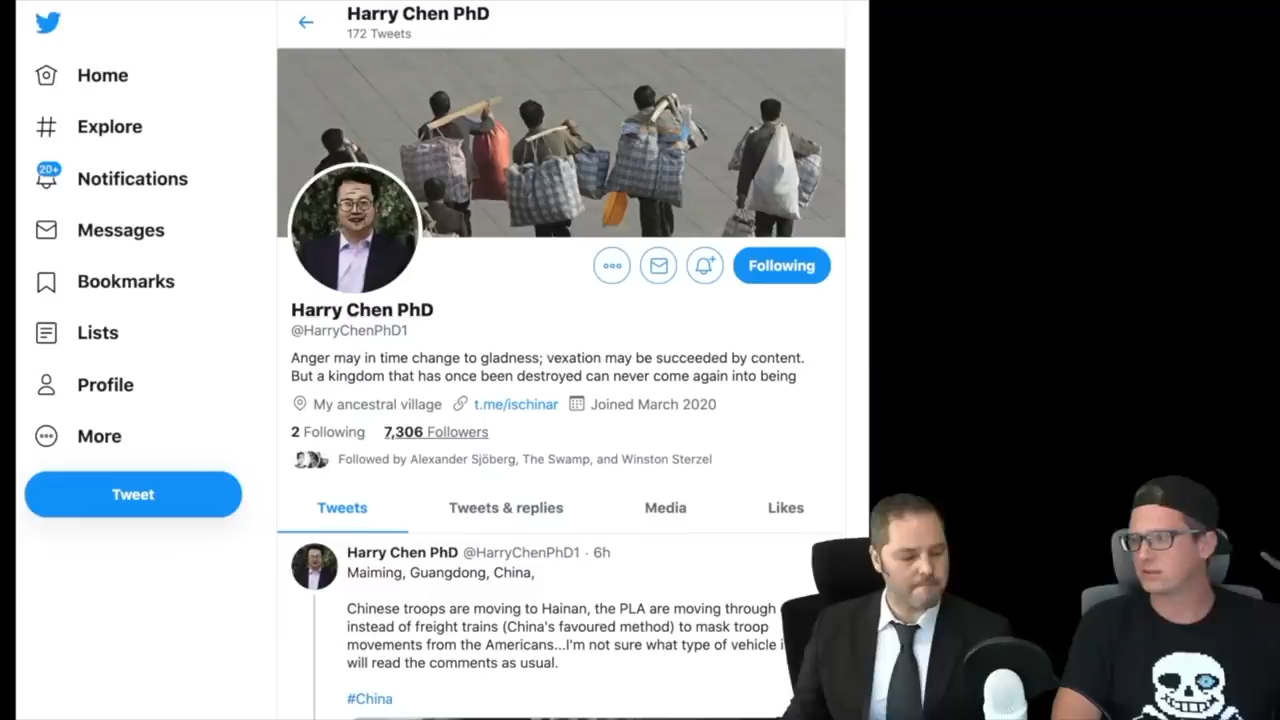 Harry Chen PhD
172 Tweets
Home
Explore
20+
Notifications
Messages
Bookmarks
Lists
Profile
More
Tweet
Following
Harry Chen PhD
@HarryChenPhD1
Anger may in time change to gladness; vexation may be succeeded by content.
But a kingdom that has once been destroyed can never come again into being
My ancestral village t.me/ischinar Joined March 2020
2 Following 7,306 Followers
Followed by Alexander Sjöberg, The Swamp, and Winston Sterzel
Tweets Tweets & replies Media Likes
Harry Chen PhD @HarryChenPhD1 · 6h
Maiming, Guangdong, China,
Chinese troops are moving to Hainan, the PLA are moving through
instead of freight trains (China's favoured method) to mask troop
movements from the Americans...I'm not sure what type of vehicle i
will read the comments as usual.
#China